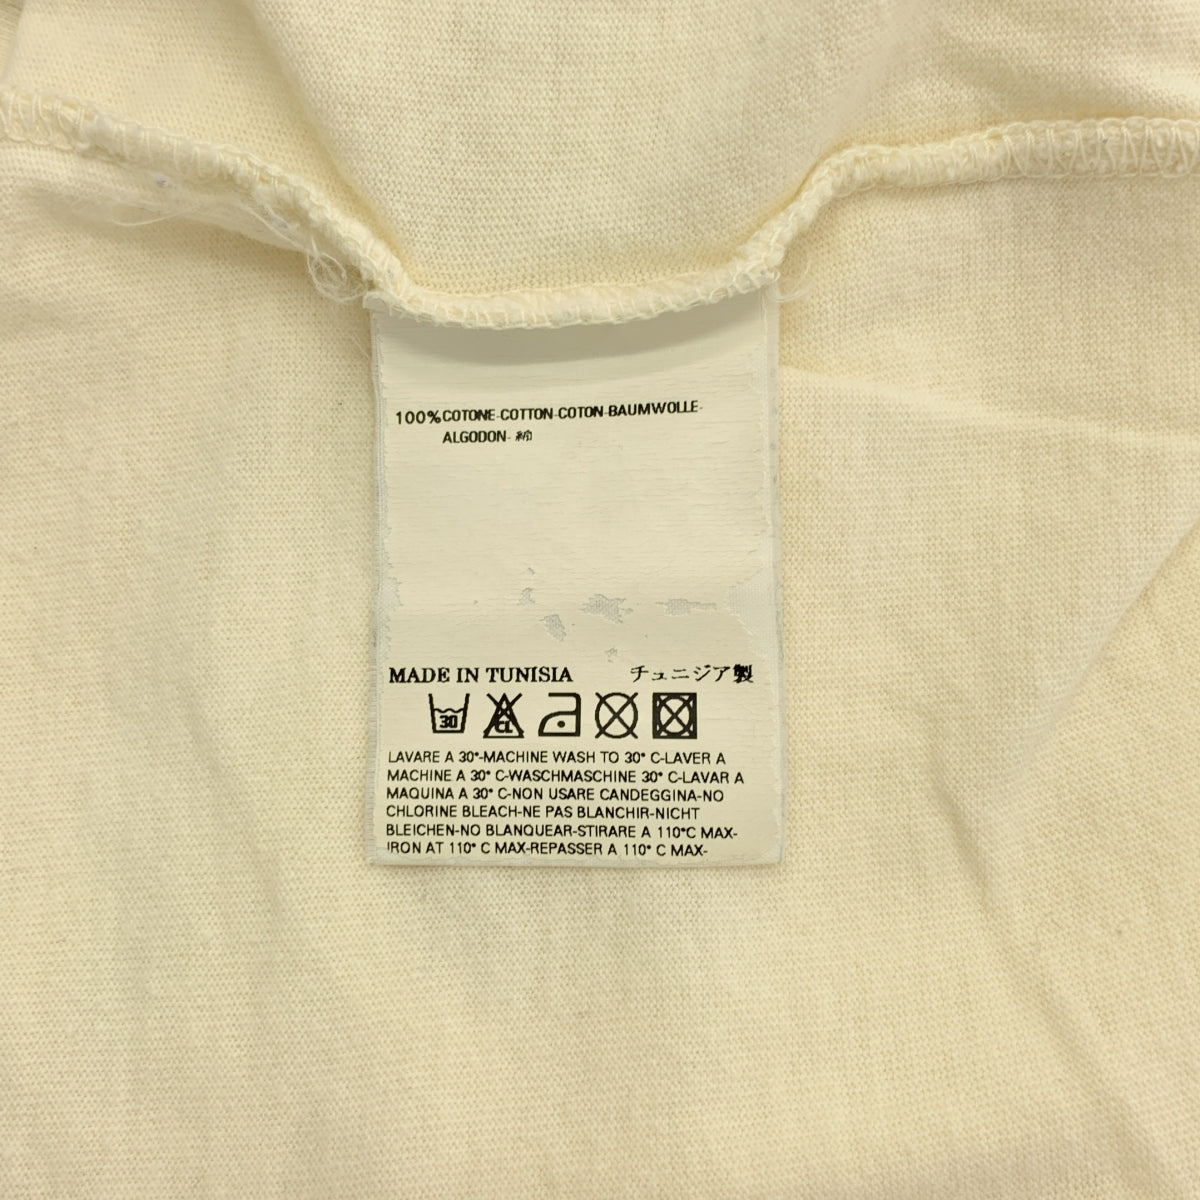 100% COTONE-COTTON-COTON-BAUMWOLLE-
ALGODON- 綿
MADE IN TUNISIA チュニジア製
30 CL
LAVARE A 30°-MACHINE WASH TO 30° C-LAVER A
MACHINE A 30° C-WASCHMASCHINE 30° C-LAVAR A
MAQUINA A 30° C-NON USARE CANDEGGINA-NO
CHLORINE BLEACH-NE PAS BLANCHIR-NICHT
BLEICHEN-NO BLANQUEAR-STIRARE A 110°C MAX-
IRON AT 110° C MAX-REPASSER A 110° C MAX-